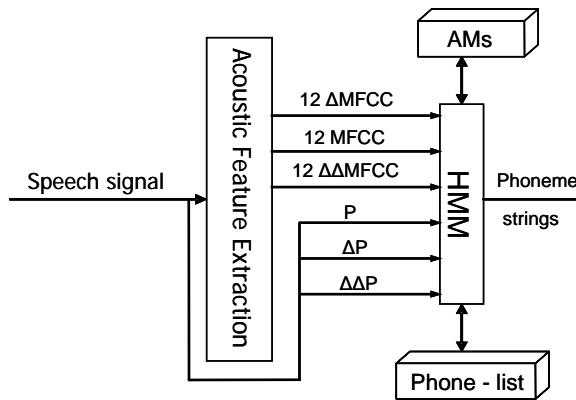 AMs
Acoustic Feature Extraction
12 ΔMFCC
12 MFCC
12 ΔΔMFCC
Speech signal
P
ΔP
ΔΔP
HMM
Phoneme
strings
Phone - list